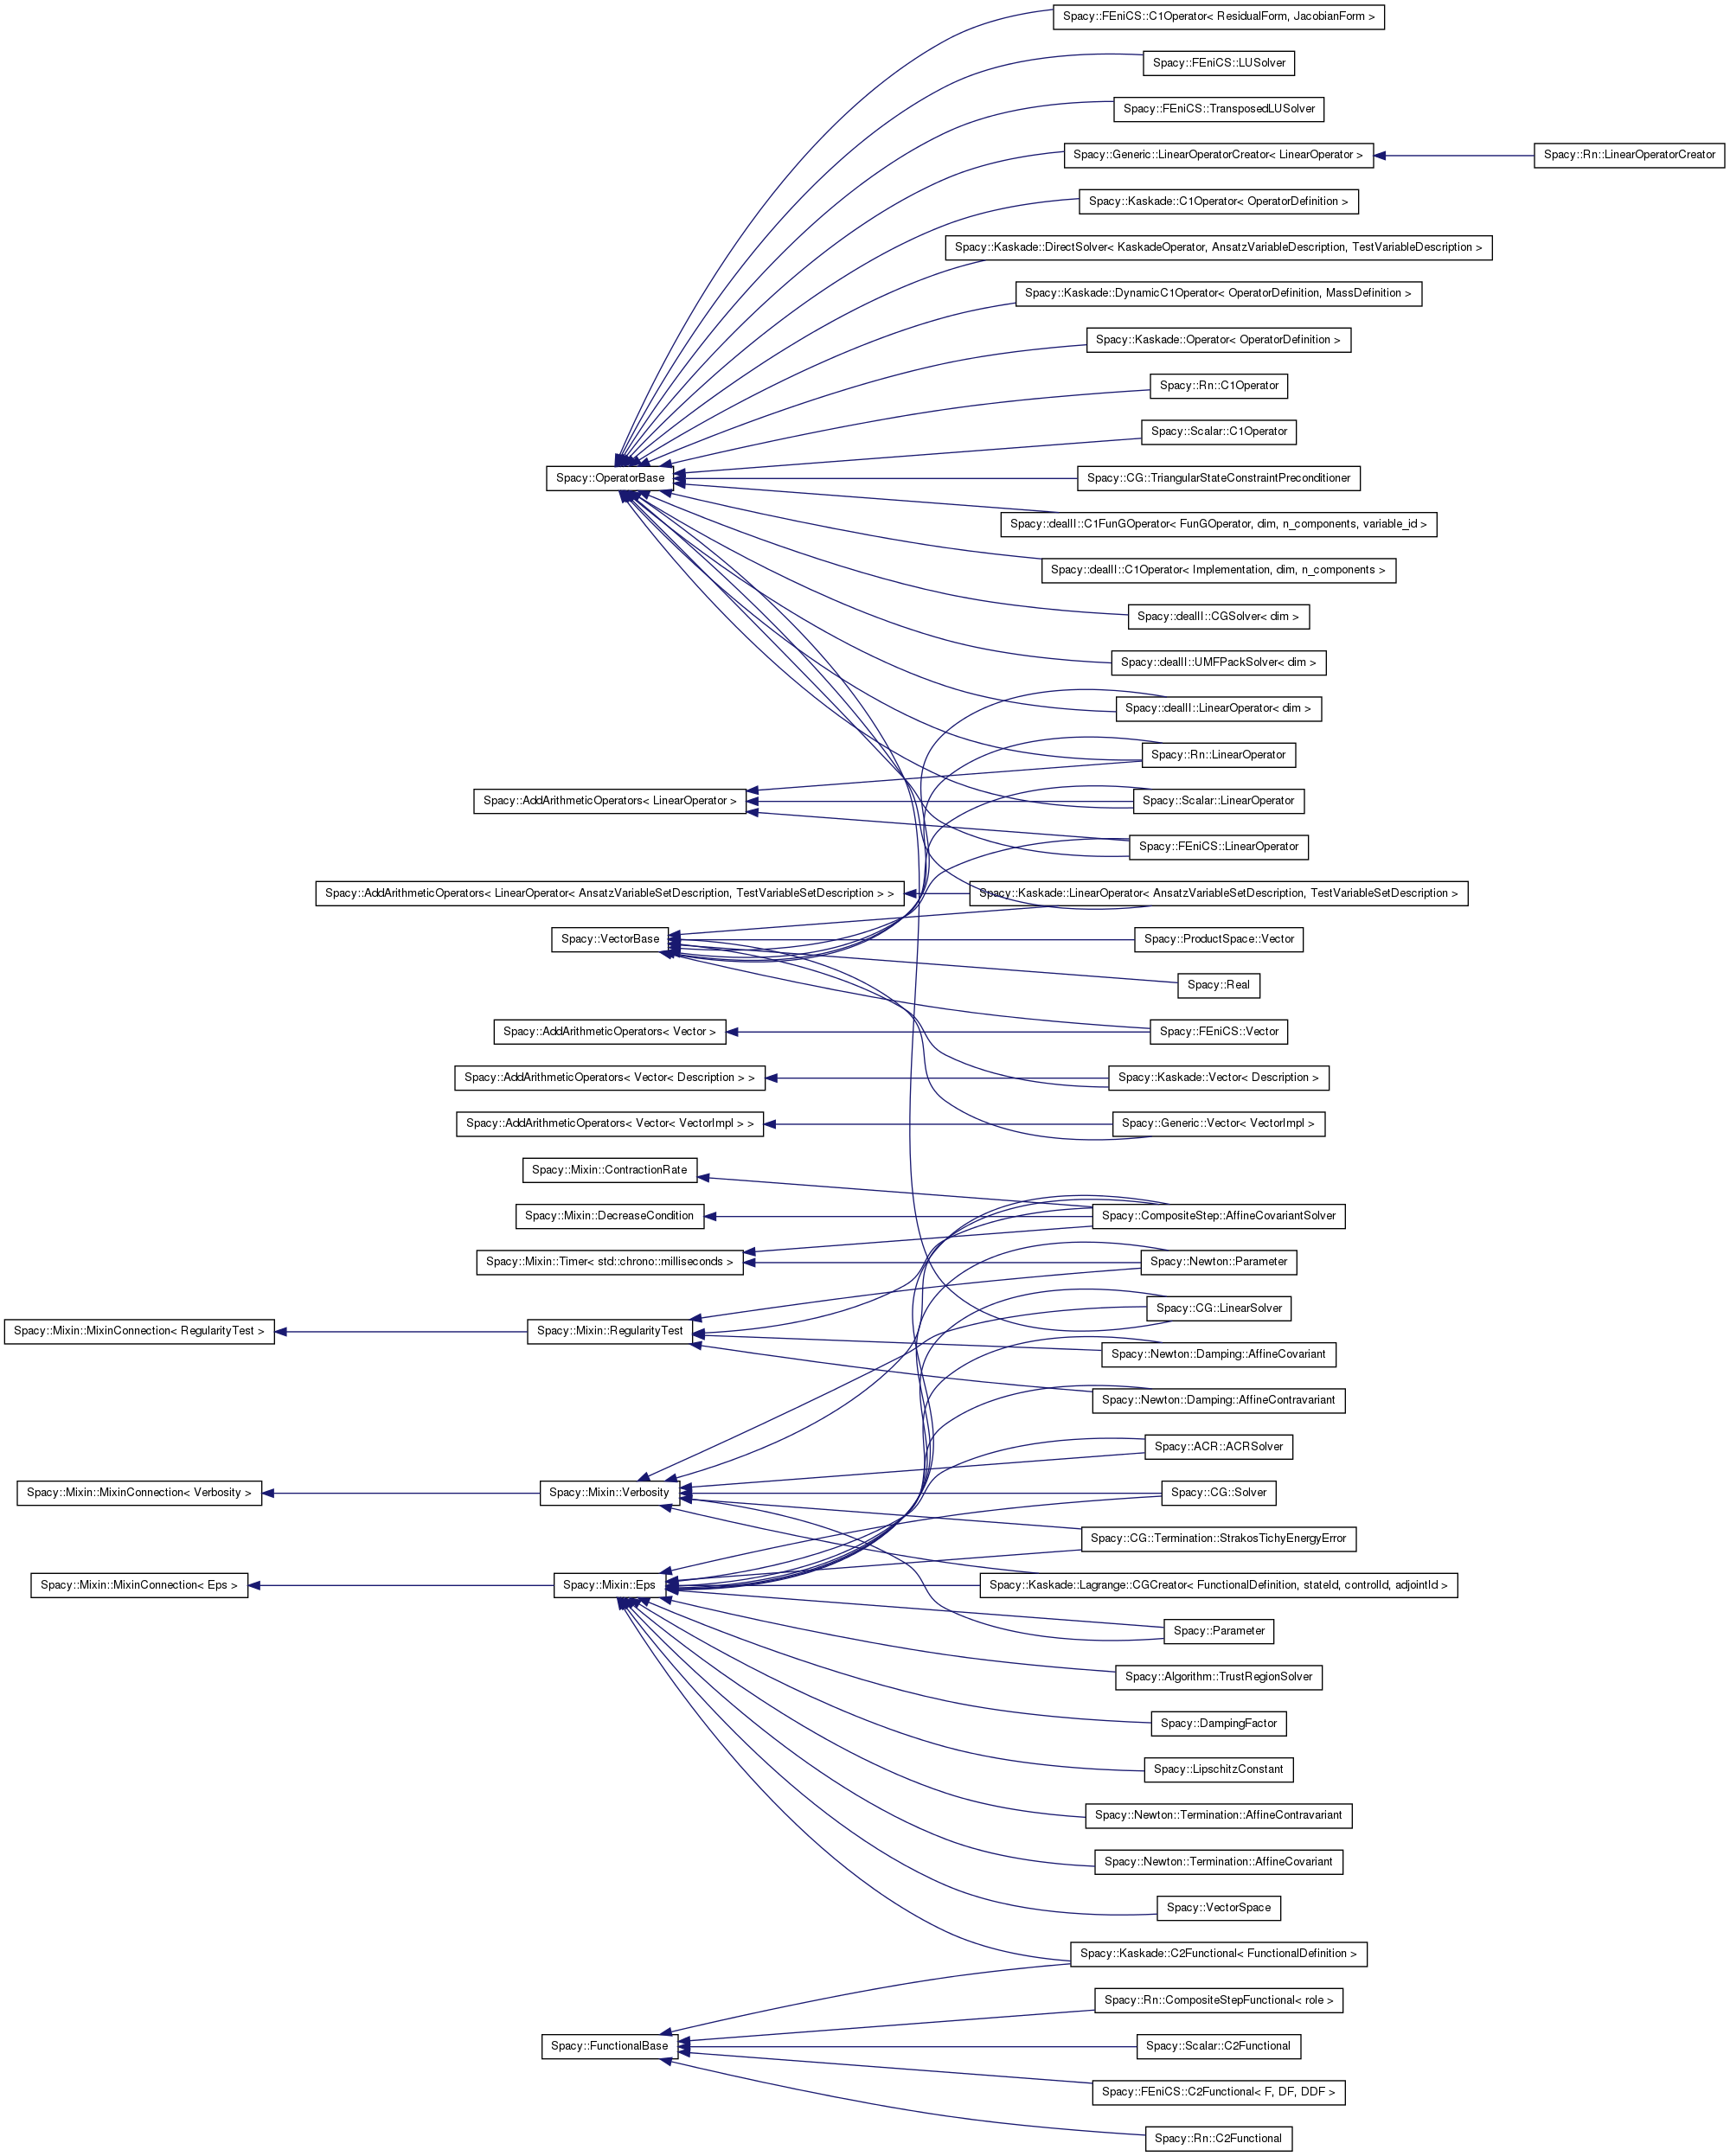 Spacy::FEniCS::C1Operator< ResidualForm, JacobianForm >
Spacy::FEniCS::LUSolver
Spacy::FEniCS::TransposedLUSolver
Spacy::Generic::LinearOperatorCreator< LinearOperator >
Spacy::Rn::LinearOperatorCreator
Spacy::Kaskade::C1Operator< OperatorDefinition >
Spacy::Kaskade::DirectSolver< KaskadeOperator, AnsatzVariableDescription, TestVariableDescription >
Spacy::Kaskade::DynamicC1Operator< OperatorDefinition, MassDefinition >
Spacy::Kaskade::Operator< OperatorDefinition >
Spacy::Rn::C1Operator
Spacy::Scalar::C1Operator
Spacy::OperatorBase
Spacy::CG::TriangularStateConstraintPreconditioner
Spacy::dealII::C1FunGOperator< FunGOperator, dim, n_components, variable_id >
Spacy::dealII::C1Operator< Implementation, dim, n_components >
Spacy::dealII::CGSolver< dim >
Spacy::dealII::UMFPackSolver< dim >
Spacy::dealII::LinearOperator< dim >
Spacy::Rn::LinearOperator
Spacy::AddArithmeticOperators< LinearOperator >
Spacy::Scalar::LinearOperator
Spacy::FEniCS::LinearOperator
Spacy::AddArithmeticOperators< LinearOperator< AnsatzVariableSetDescription, TestVariableSetDescription > >
Spacy::Kaskade::LinearOperator< AnsatzVariableSetDescription, TestVariableSetDescription >
Spacy::VectorBase
Spacy::ProductSpace::Vector
Spacy::Real
Spacy::AddArithmeticOperators< Vector >
Spacy::FEniCS::Vector
Spacy::AddArithmeticOperators< Vector< Description > >
Spacy::Kaskade::Vector< Description >
Spacy::AddArithmeticOperators< Vector< VectorImpl > >
Spacy::Generic::Vector< VectorImpl >
Spacy::Mixin::ContractionRate
Spacy::Mixin::DecreaseCondition
Spacy::CompositeStep::AffineCovariantSolver
Spacy::Mixin::Timer< std::chrono::milliseconds >
Spacy::Newton::Parameter
Spacy::CG::LinearSolver
Spacy::Mixin::MixinConnection< RegularityTest >
Spacy::Mixin::RegularityTest
Spacy::Newton::Damping::AffineCovariant
Spacy::Newton::Damping::AffineContravariant
Spacy::ACR::ACRSolver
Spacy::Mixin::MixinConnection< Verbosity >
Spacy::Mixin::Verbosity
Spacy::CG::Solver
Spacy::CG::Termination::StrakosTichyEnergyError
Spacy::Mixin::MixinConnection< Eps >
Spacy::Mixin::Eps
Spacy::Kaskade::Lagrange::CGCreator< FunctionalDefinition, stateId, controlId, adjointId >
Spacy::Parameter
Spacy::Algorithm::TrustRegionSolver
Spacy::DampingFactor
Spacy::LipschitzConstant
Spacy::Newton::Termination::AffineContravariant
Spacy::Newton::Termination::AffineCovariant
Spacy::VectorSpace
Spacy::Kaskade::C2Functional< FunctionalDefinition >
Spacy::Rn::CompositeStepFunctional< role >
Spacy::FunctionalBase
Spacy::Scalar::C2Functional
Spacy::FEniCS::C2Functional< F, DF, DDF >
Spacy::Rn::C2Functional